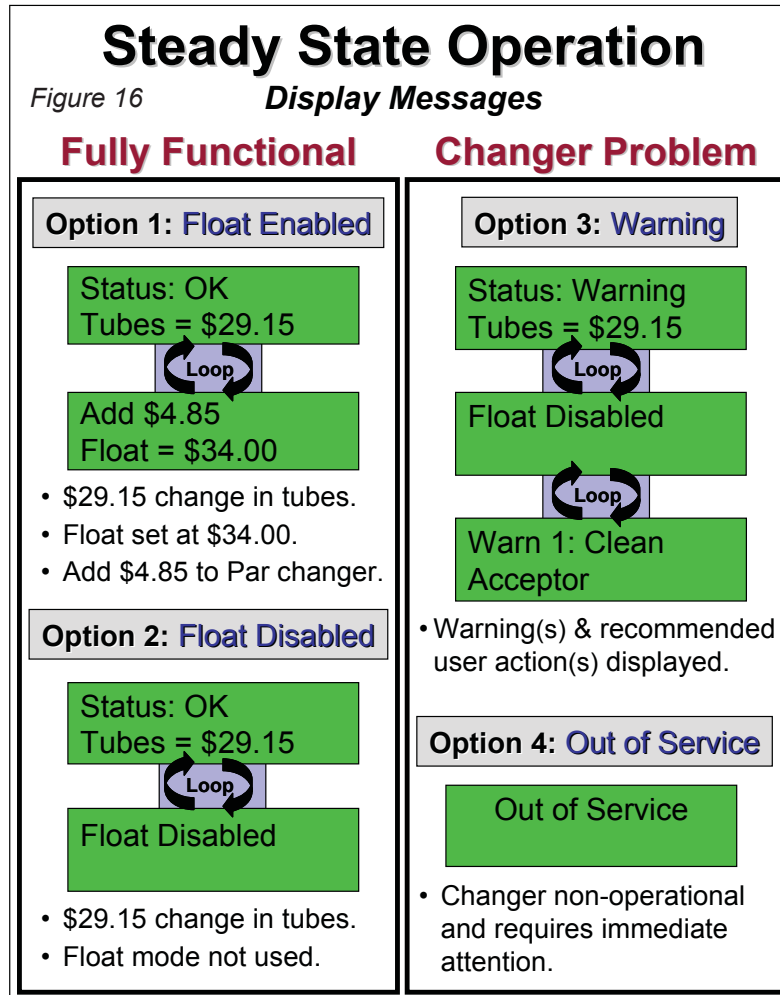 Steady State Operation
Figure 16
Display Messages
Fully Functional
Option 1: Float Enabled
Status: OK
Tubes = $29.15
Loop
Add $4.85
Float = $34.00
• $29.15 change in tubes.
• Float set at $34.00.
• Add $4.85 to Par changer.
Option 2: Float Disabled
Status: OK
Tubes = $29.15
Loop
Float Disabled
• $29.15 change in tubes.
• Float mode not used.
Changer Problem
Option 3: Warning
Status: Warning
Tubes = $29.15
Loop
Float Disabled
Loop
Warn 1: Clean
Acceptor
• Warning(s) & recommended
user action(s) displayed.
Option 4: Out of Service
Out of Service
• Changer non-operational
and requires immediate
attention.